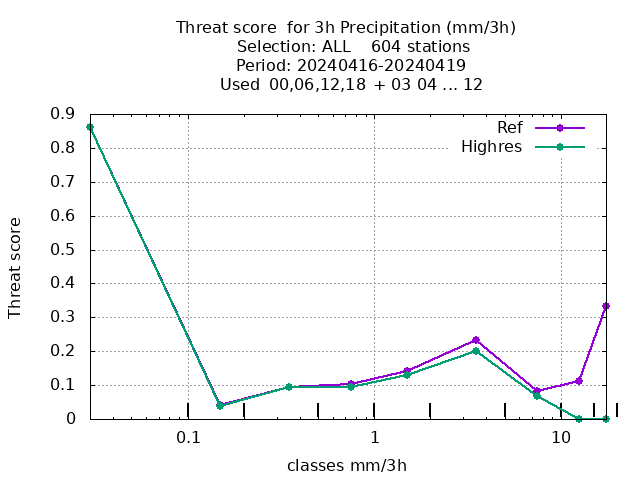 Threat score for 3h Precipitation (mm/3h)
Selection: ALL 604 stations
Period: 20240416-20240419
Used 00,06,12,18 + 03 04 ... 12
Ref
Highres
0.9
0.8
0.7
0.6
0.5
0.4
0.3
0.2
0.1
0
Threat score
0.1 1 10
classes mm/3h